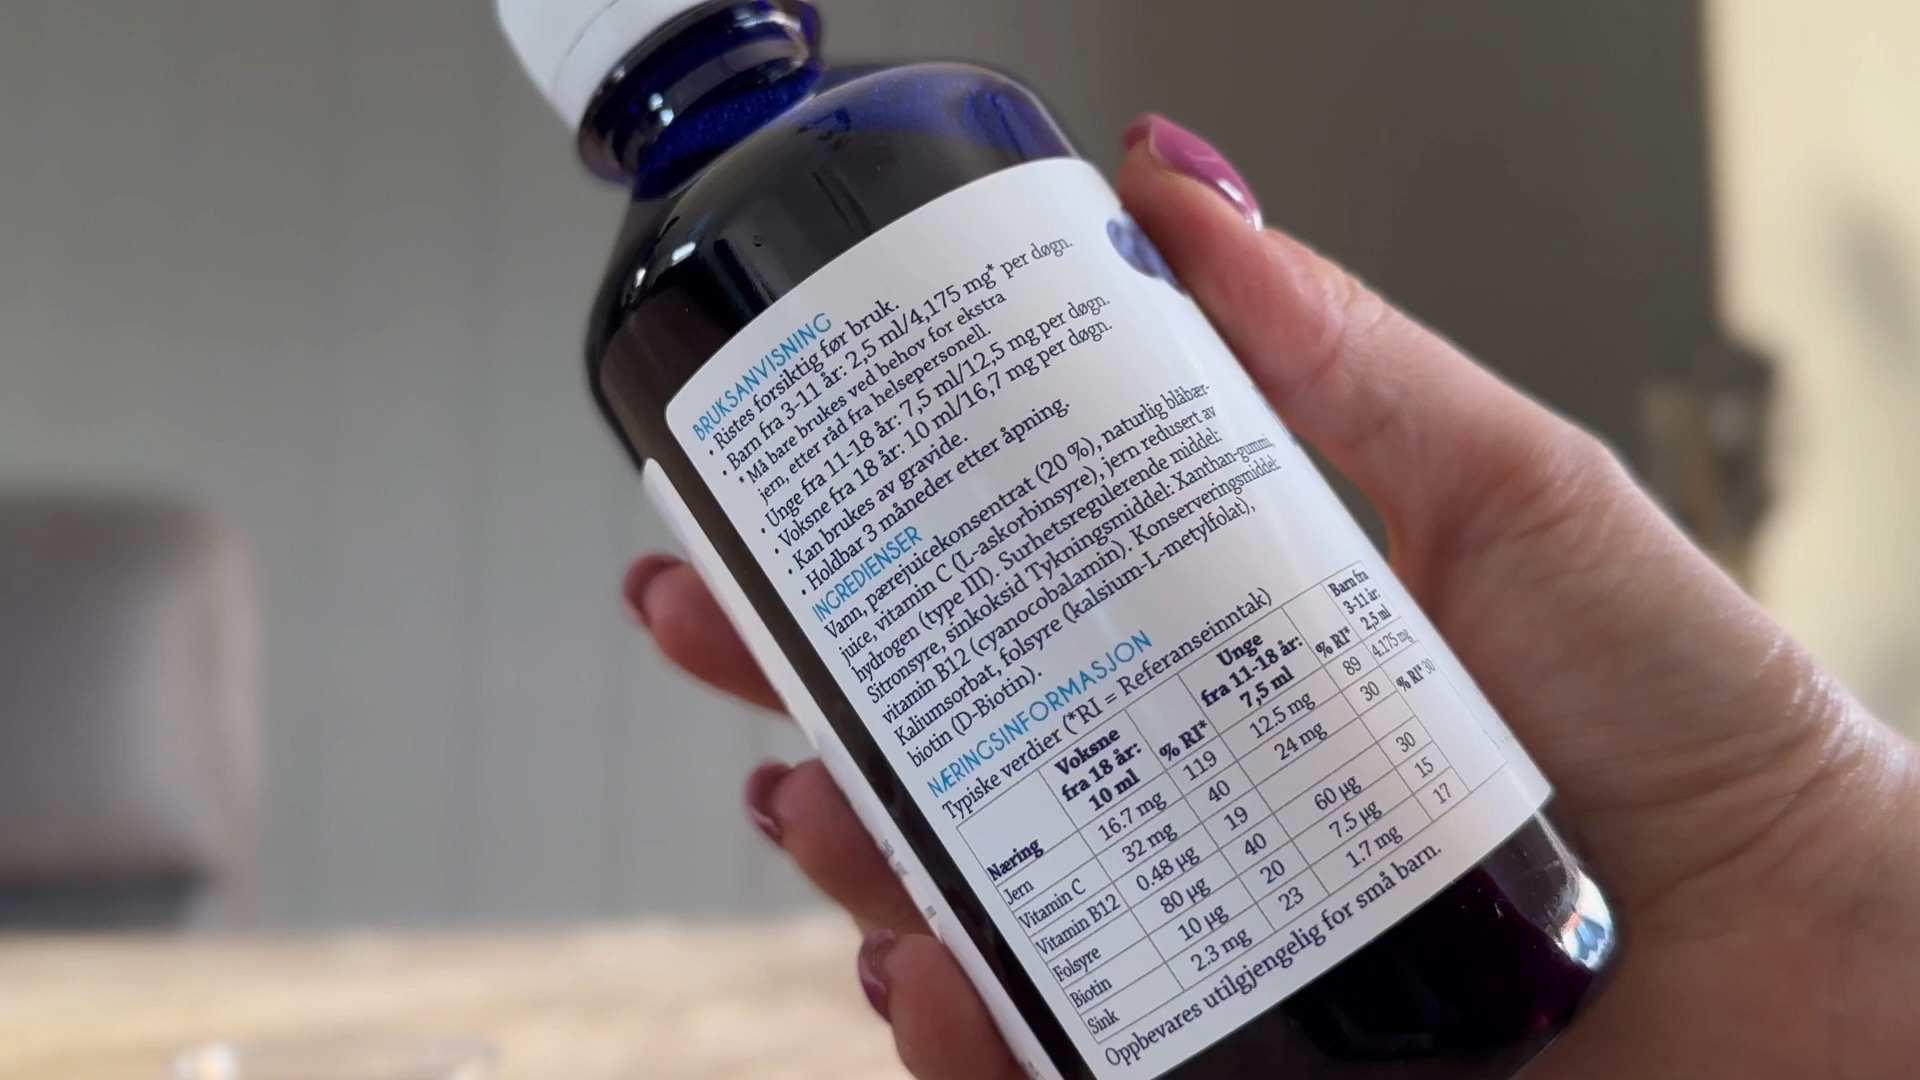 BRUKSANVISNING
• Ristes forsiktig før bruk.
• Barn fra 3-11 år: 2,5 ml/4,175 mg* per døgn.
* Må bare brukes ved behov for ekstra
jern, etter råd fra helsepersonell.
• Unge fra 11-18 år: 7,5 ml/12,5 mg per døgn.
• Voksne fra 18 år: 10 ml/16,7 mg per døgn.
• Kan brukes av gravide.
• Holdbar 3 måneder etter åpning.
INGREDIENSER
Vann, pærejuicekonsentrat (20 %), naturlig blåbær-
juice, vitamin C (L-askorbinsyre), jern redusert av
hydrogen (type III). Surhetsregulerende middel:
Sitronsyre, sinkoksid Tykningsmiddel: Xanthan-gummi,
vitamin B12 (cyanocobalamin). Konserveringsmiddel:
Kaliumsorbat, folsyre (kalsium-L-metylfolat),
biotin (D-Biotin).
NÆRINGSINFORMASJON
Typiske verdier (*RI = Referanseinntak)
Næring Voksne fra 18 år: 10 ml % RI* Unge fra 11-18 år: 7,5 ml % RI* Barn fra 3-11 år: 2,5 ml % RI*
Jern 16.7 mg 119 12.5 mg 89 4.175 mg 30
Vitamin C 32 mg 40 24 mg 30
Vitamin B12 0.48 µg 19
Folsyre 80 µg 40 60 µg 30
Biotin 10 µg 20 7.5 µg 15
Sink 2.3 mg 23 1.7 mg 17
Oppbevares utilgjengelig for små barn.